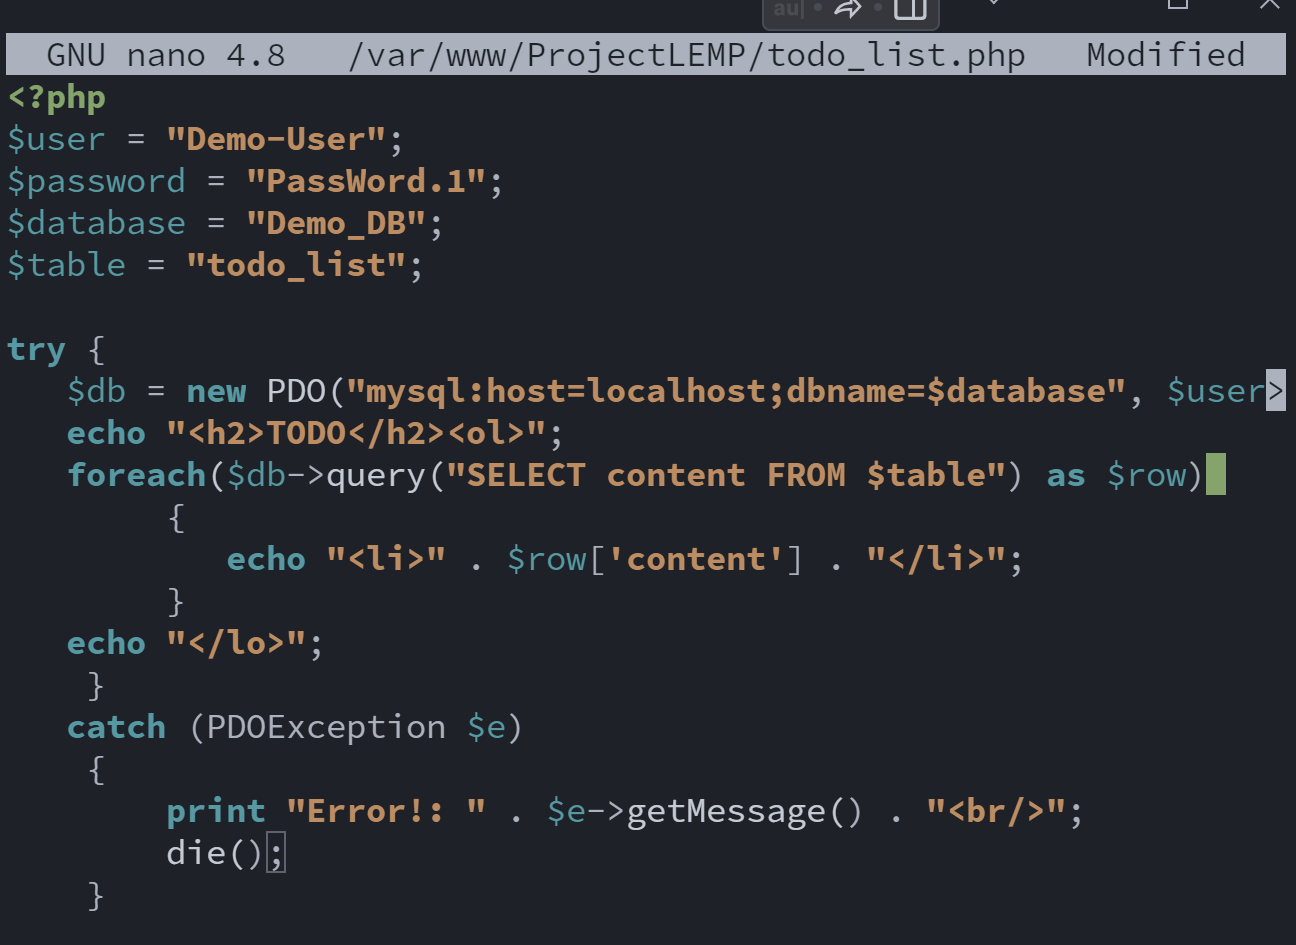 au
GNU nano 4.8 /var/www/ProjectLEMP/todo_list.php Modified
<?php
$user = "Demo-User";
$password = "PassWord.1";
$database = "Demo_DB";
$table = "todo_list";
try {
$db = new PDO("mysql:host=localhost;dbname=$database", $user>
echo "<h2>TODO</h2><ol>";
foreach($db->query("SELECT content FROM $table") as $row)
{
echo "<li>" . $row['content'] . "</li>";
}
echo "</lo>";
}
catch (PDOException $e)
{
print "Error!: " . $e->getMessage() . "<br/>";
die();
}